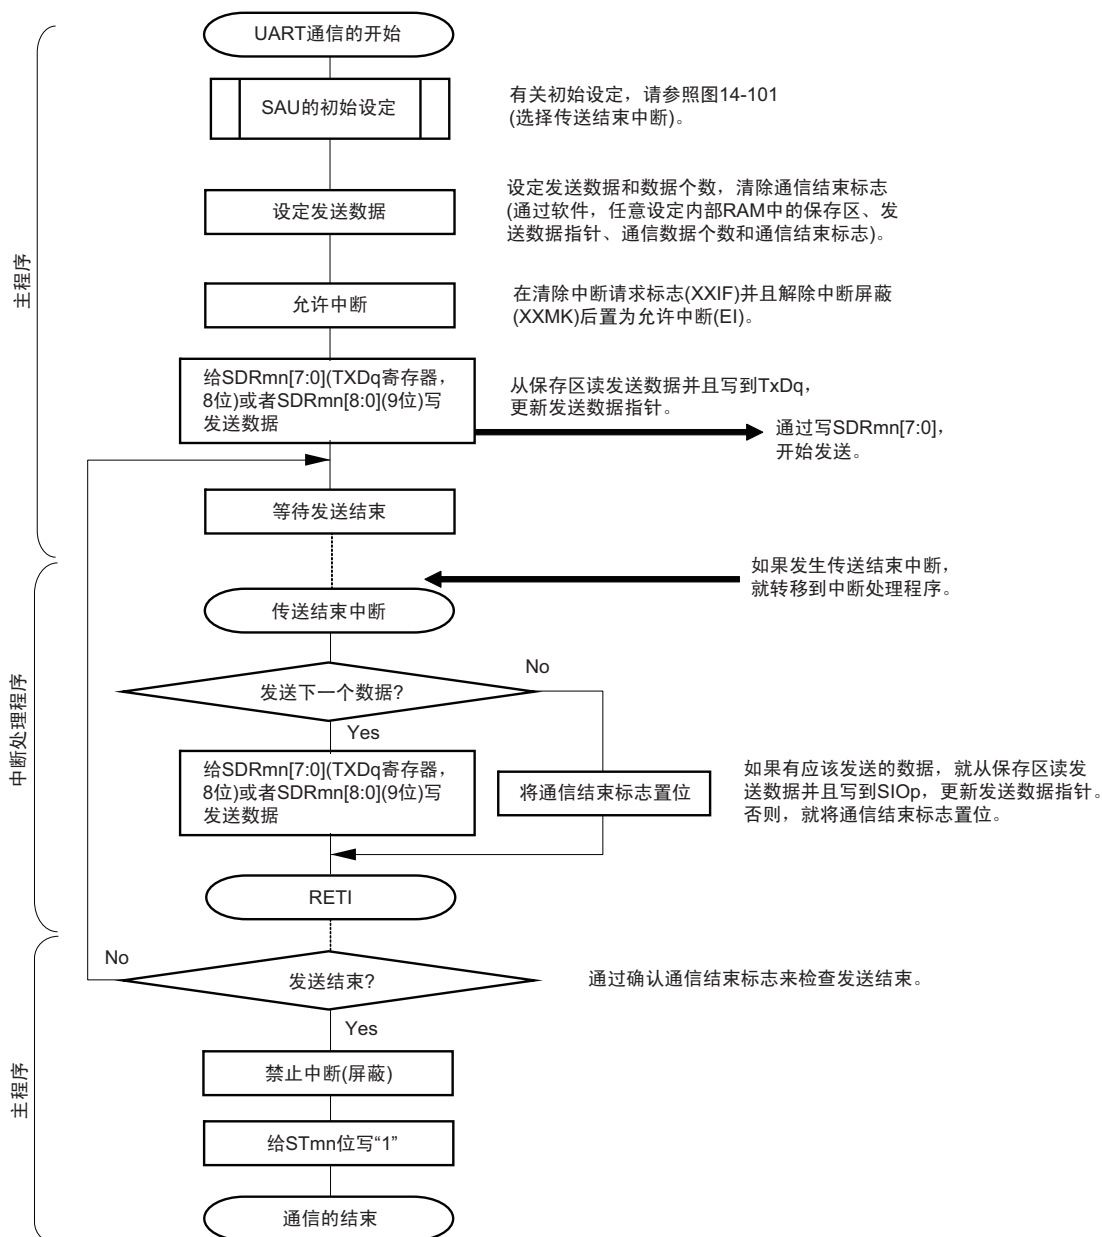 UART通信的开始
SAU的初始设定
有关初始设定，请参照图14-101
(选择传送结束中断)。
设定发送数据
设定发送数据和数据个数，清除通信结束标志
(通过软件，任意设定内部RAM中的保存区、发
送数据指针、通信数据个数和通信结束标志)。
主程序
允许中断
在清除中断请求标志(XXIF)并且解除中断屏蔽
(XXMK)后置为允许中断(EI)。
给SDRmn[7:0](TXDq寄存器，
8位)或者SDRmn[8:0](9位)写
发送数据
从保存区读发送数据并且写到TxDq，
更新发送数据指针。
通过写SDRmn[7:0]，
开始发送。
等待发送结束
如果发生传送结束中断，
就转移到中断处理程序。
传送结束中断
No
发送下一个数据?
Yes
中断处理程序
给SDRmn[7:0](TXDq寄存器，
8位)或者SDRmn[8:0](9位)写
发送数据
将通信结束标志置位
如果有应该发送的数据，就从保存区读发
送数据并且写到SIOp，更新发送数据指针。
否则，就将通信结束标志置位。
RETI
No
发送结束?
通过确认通信结束标志来检查发送结束。
Yes
主程序
禁止中断(屏蔽)
给STmn位写“1”
通信的结束